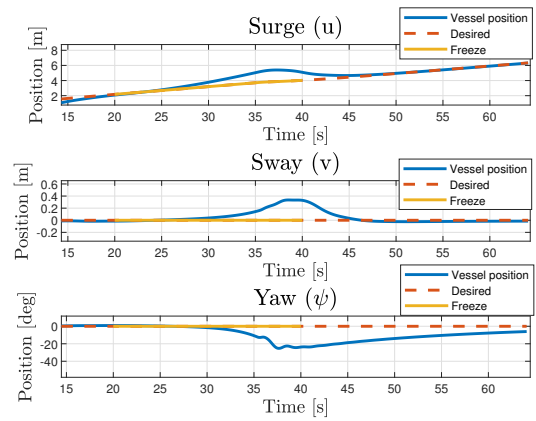 Surge (u)
Vessel position
Desired
Freeze
Position [m]
8
6
4
2
15 20 25 30 35 40 45 50 55 60
Time [s]
Sway (v)
Vessel position
Desired
Freeze
Position [m]
0.6
0.4
0.2
0
-0.2
15 20 25 30 35 40 45 50 55 60
Time [s]
Yaw (ψ)
Vessel position
Desired
Freeze
Position [deg]
0
-20
-40
15 20 25 30 35 40 45 50 55 60
Time [s]